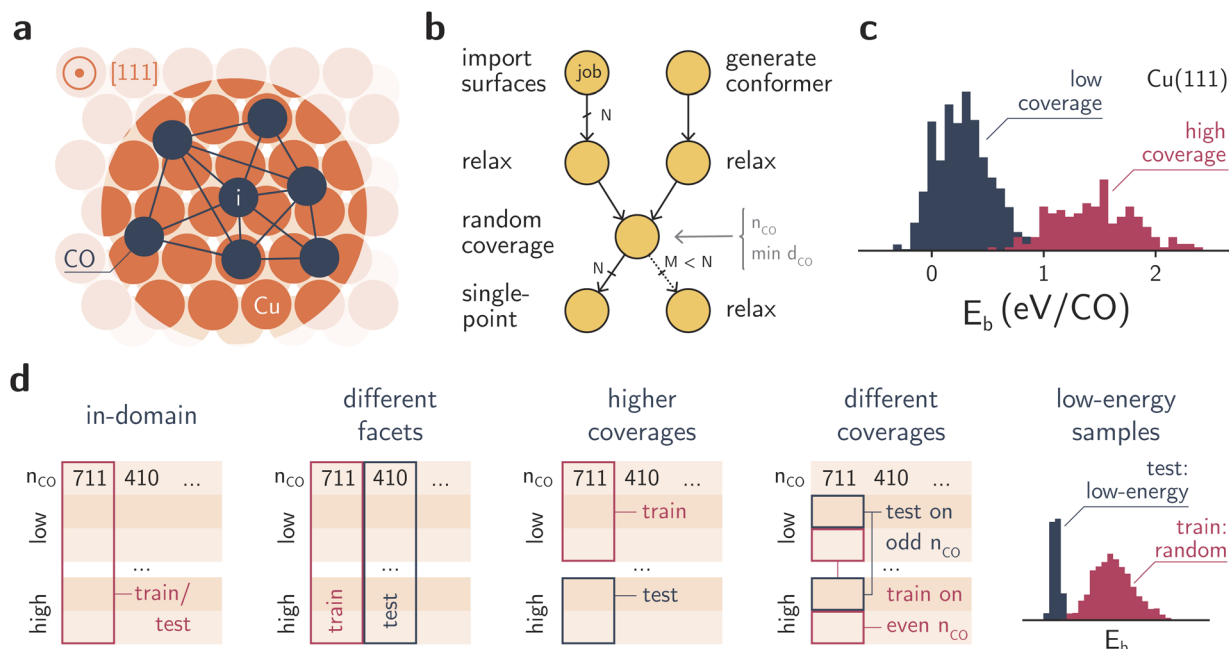 a
[111]
i
CO
Cu
b
import
surfaces
job
generate
conformer
N
relax
relax
random
coverage
n_CO
min d_CO
N
M < N
single-
point
relax
c
Cu(111)
low
coverage
high
coverage
0
1
2
E_b (eV/CO)
d
in-domain
n_CO
711
410
...
low
...
high
train/
test
different
facets
n_CO
711
410
...
low
...
high
train
test
higher
coverages
n_CO
711
410
...
low
train
...
high
test
different
coverages
n_CO
711
410
...
low
test on
odd n_CO
...
high
train on
even n_CO
low-energy
samples
test:
low-energy
train:
random
E_b